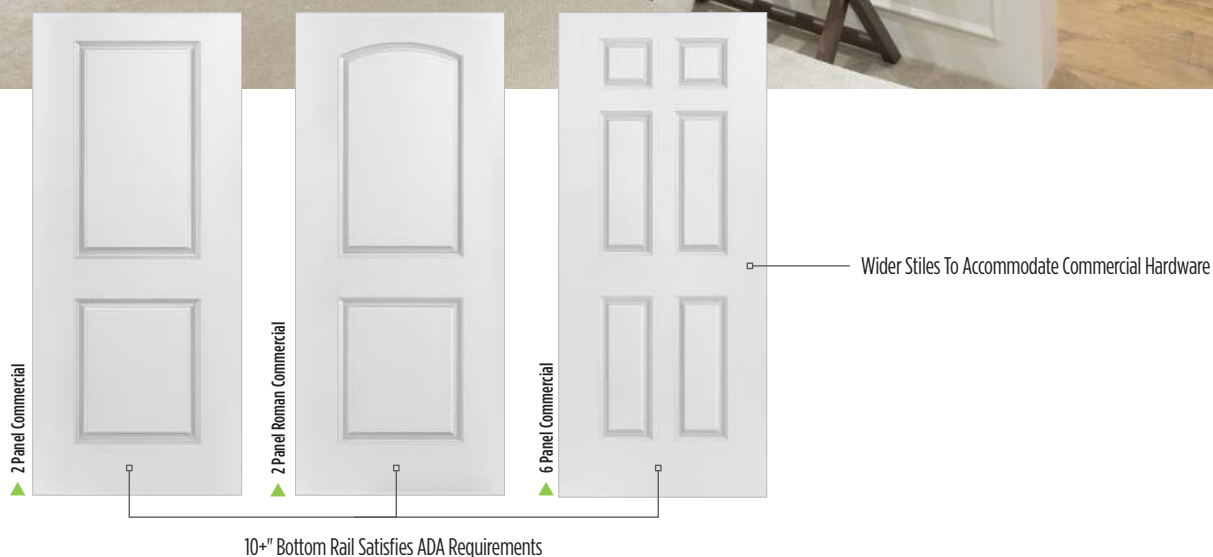 2 Panel Commercial
2 Panel Roman Commercial
6 Panel Commercial
Wider Stiles To Accommodate Commercial Hardware
10+" Bottom Rail Satisfies ADA Requirements